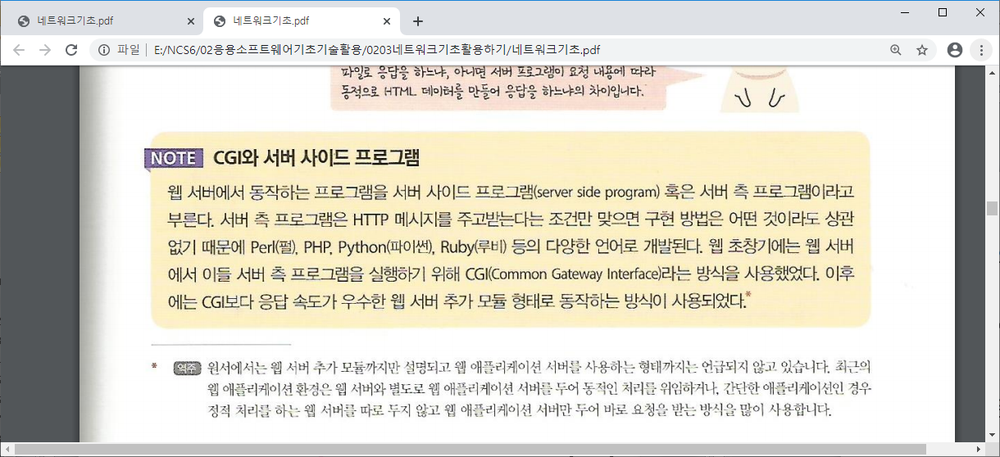 네트워크기초.pdf
네트워크기초.pdf
파일 E:/NCS6/02응용소프트웨어기초기술활용/0203네트워크기초활용하기/네트워크기초.pdf
파일로 응답을 하느냐, 아니면 서버 프로그램이 요청 내용에 따라
동적으로 HTML 데이터를 만들어 응답을 하느냐의 차이입니다.
NOTE CGI와 서버 사이드 프로그램
웹 서버에서 동작하는 프로그램을 서버 사이드 프로그램(server side program) 혹은 서버 측 프로그램이라고
부른다. 서버 측 프로그램은 HTTP 메시지를 주고받는다는 조건만 맞으면 구현 방법은 어떤 것이라도 상관
없기 때문에 Perl(펄), PHP, Python(파이썬), Ruby(루비) 등의 다양한 언어로 개발된다. 웹 초창기에는 웹 서버
에서 이들 서버 측 프로그램을 실행하기 위해 CGI(Common Gateway Interface)라는 방식을 사용했었다. 이후
에는 CGI보다 응답 속도가 우수한 웹 서버 추가 모듈 형태로 동작하는 방식이 사용되었다.*
* 역주 원서에서는 웹 서버 추가 모듈까지만 설명되고 웹 애플리케이션 서버를 사용하는 형태까지는 언급되지 않고 있습니다. 최근의
웹 애플리케이션 환경은 웹 서버와 별도로 웹 애플리케이션 서버를 두어 동적인 처리를 위임하거나, 간단한 애플리케이션인 경우
정적 처리를 하는 웹 서버를 따로 두지 않고 웹 애플리케이션 서버만 두어 바로 요청을 받는 방식을 많이 사용합니다.